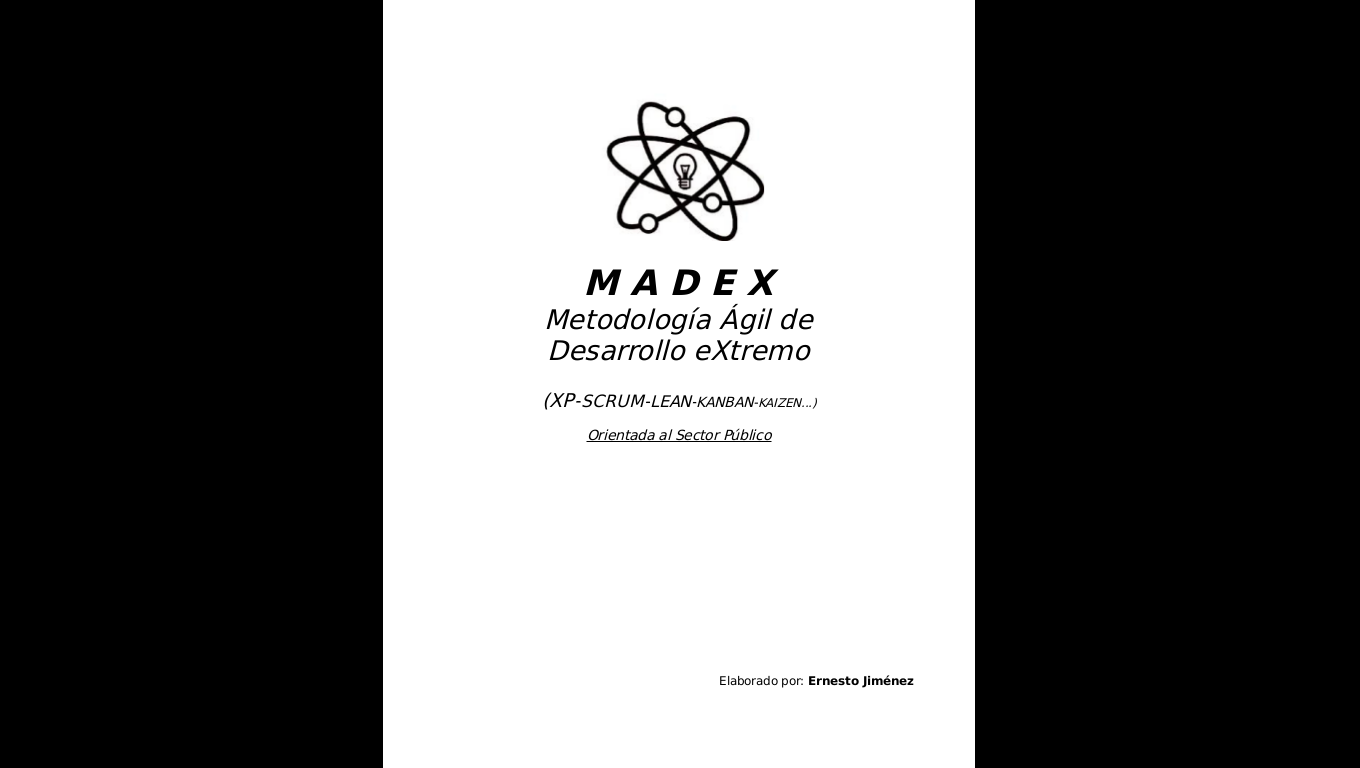 M A D E X
Metodología Ágil de
Desarrollo eXtremo
(XP-SCRUM-LEAN-KANBAN-KAIZEN...)
Orientada al Sector Público
Elaborado por: Ernesto Jiménez